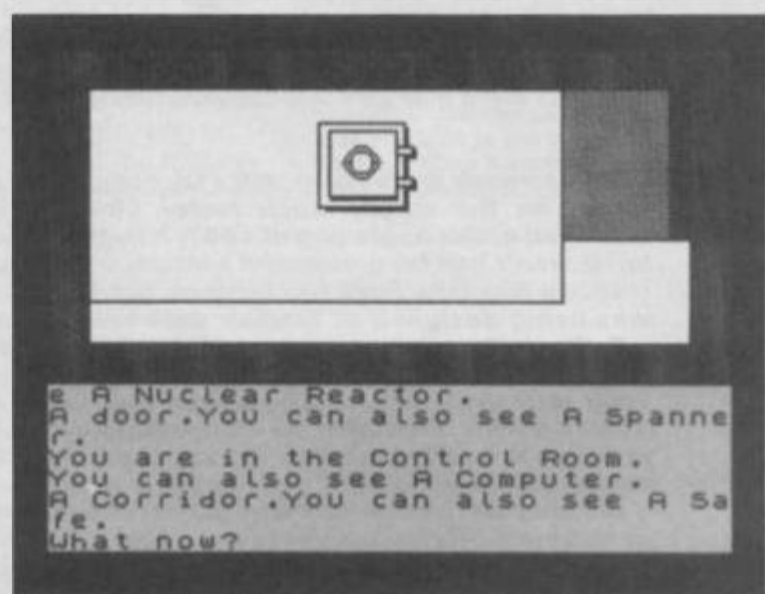 e A Nuclear Reactor.
A door.You can also see A Spanne
r.
You are in the Control Room.
You can also see A Computer.
A Corridor.You can also see A Sa
fe.
What now?